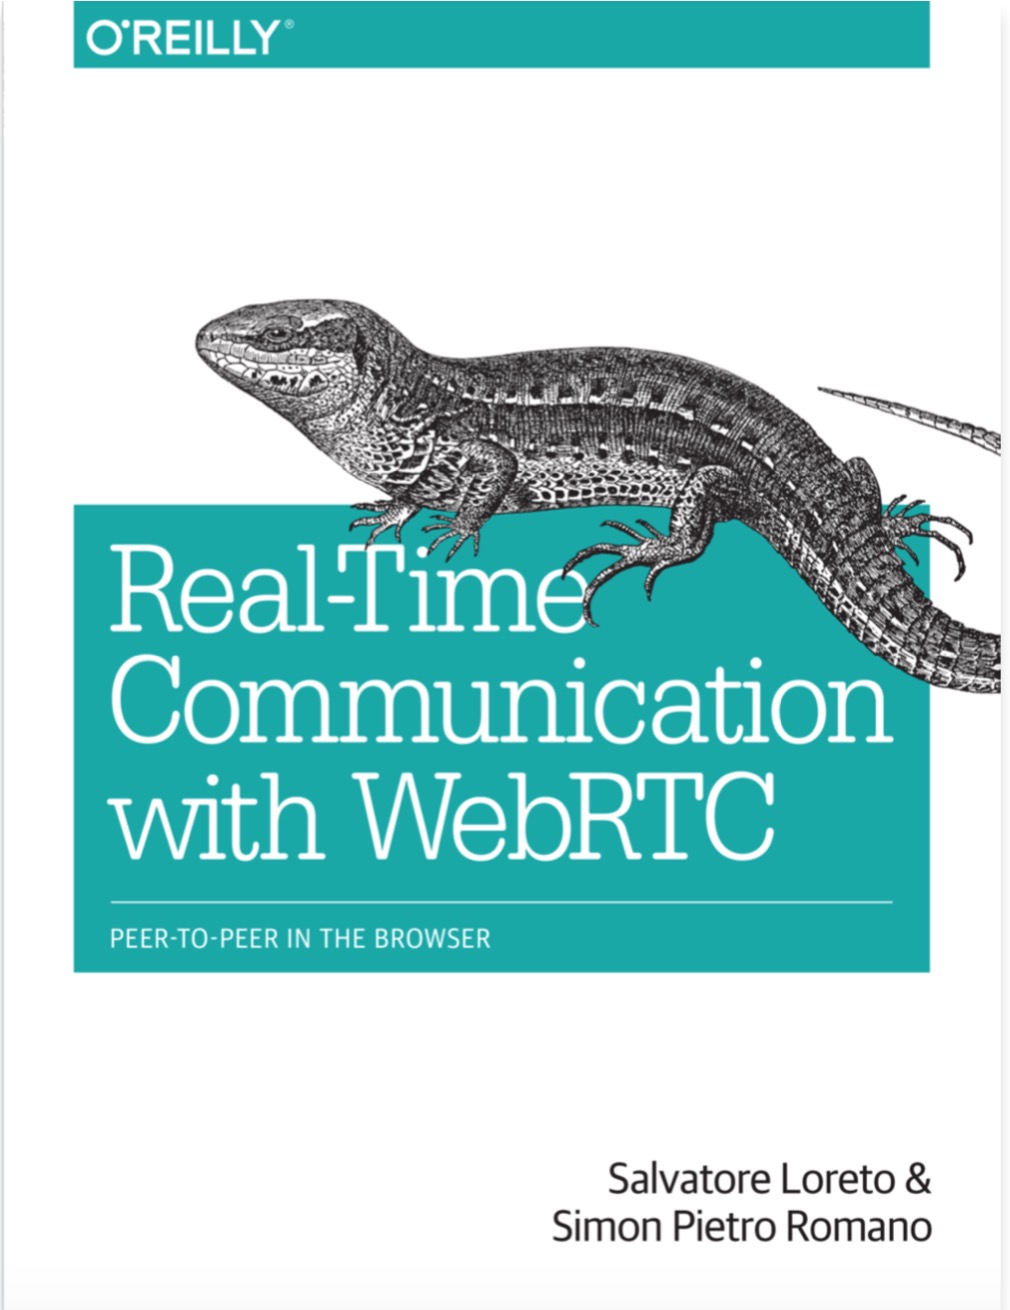 O'REILLY®
Real-Time
Communication
with WebRTC
PEER-TO-PEER IN THE BROWSER
Salvatore Loreto &
Simon Pietro Romano